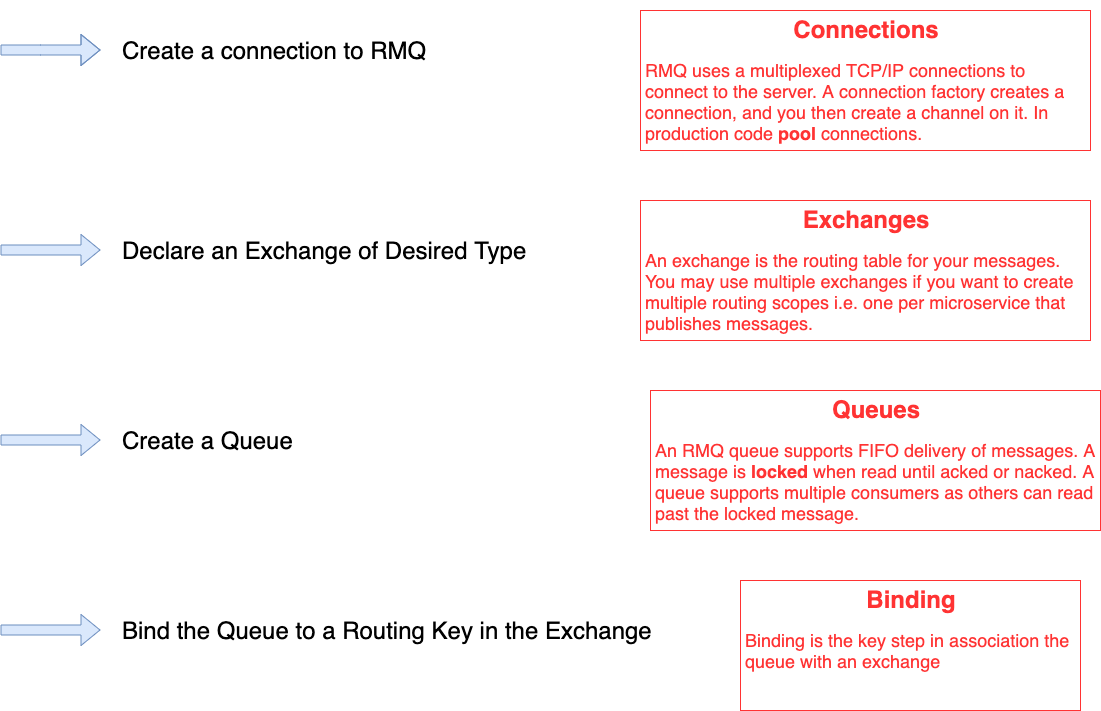 Create a connection to RMQ
Connections
RMQ uses a multiplexed TCP/IP connections to
connect to the server. A connection factory creates a
connection, and you then create a channel on it. In
production code pool connections.
Declare an Exchange of Desired Type
Exchanges
An exchange is the routing table for your messages.
You may use multiple exchanges if you want to create
multiple routing scopes i.e. one per microservice that
publishes messages.
Create a Queue
Queues
An RMQ queue supports FIFO delivery of messages. A
message is locked when read until acked or nacked. A
queue supports multiple consumers as others can read
past the locked message.
Bind the Queue to a Routing Key in the Exchange
Binding
Binding is the key step in association the
queue with an exchange